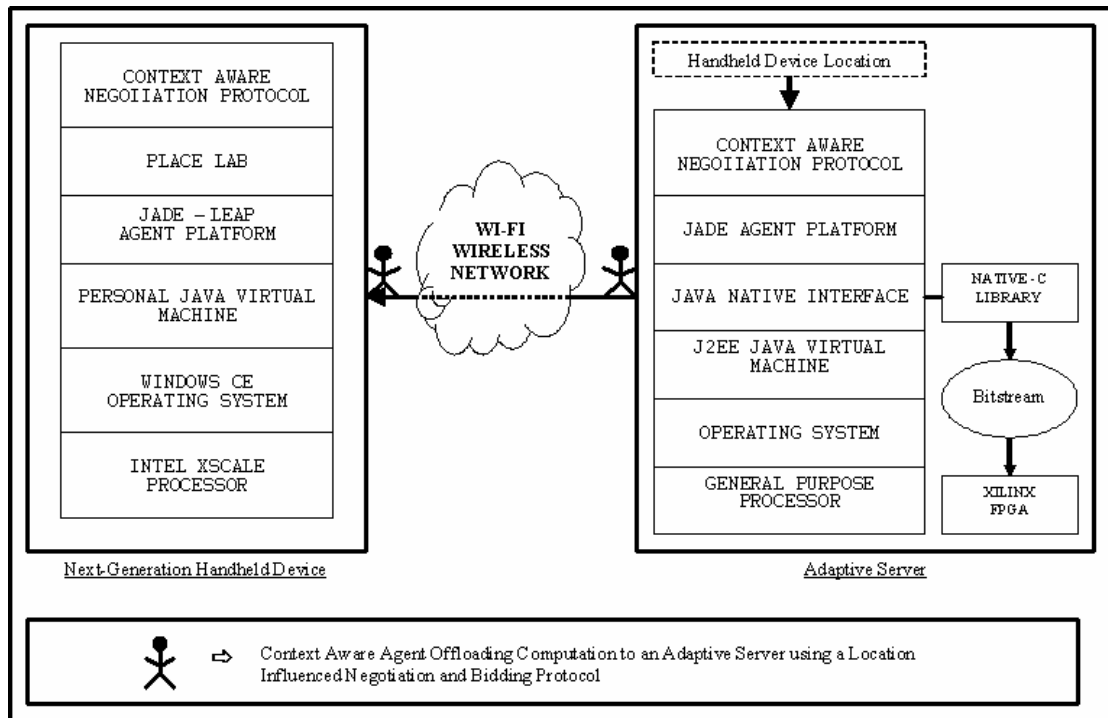 CONTEXT AWARE
NEGOIIATION PROTOCOL
PLACE LAB
JADE – LEAP
AGENT PLATFORM
PERSONAL JAVA VIRTUAL
MACHINE
WINDOWS CE
OPERATING SYSTEM
INTEL XSCALE
PROCESSOR
Next-Generation Handheld Device
WI-FI
WIRELESS
NETWORK
Handheld Device Location
CONTEXT AWARE
NEGOIIATION PROTOCOL
JADE AGENT PLATFORM
JAVA NATIVE INTERFACE
J2EE JAVA VIRTUAL
MACHINE
OPERATING SYSTEM
GENERAL PURPOSE
PROCESSOR
NATIVE-C
LIBRARY
Bitstream
XILINX
FPGA
Adaptive Server
Context Aware Agent Offloading Computation to an Adaptive Server using a Location
Influenced Negotiation and Bidding Protocol